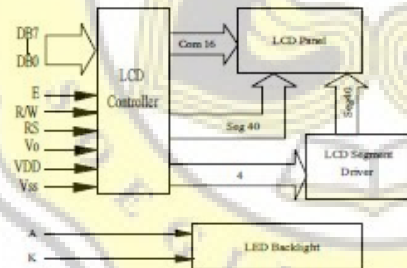 DB7
DB0
E
R/W
RS
Vo
VDD
Vss
LCD
Controller
Com 16
LCD Panel
Seg 40
Seg40
4
LCD Segment
Driver
A
K
LED Backlight